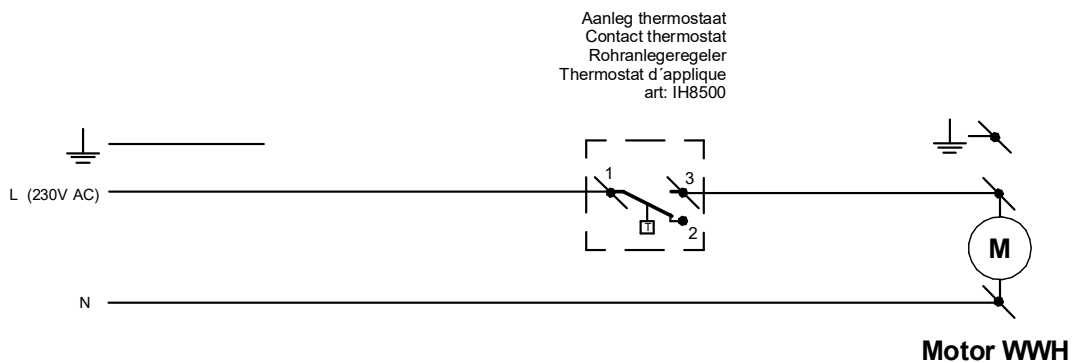 Aanleg thermostaat
Contact thermostat
Rohranlegeregeler
Thermostat d´applique
art: IH8500
1
3
L (230V AC)
T
2
M
N
Motor WWH